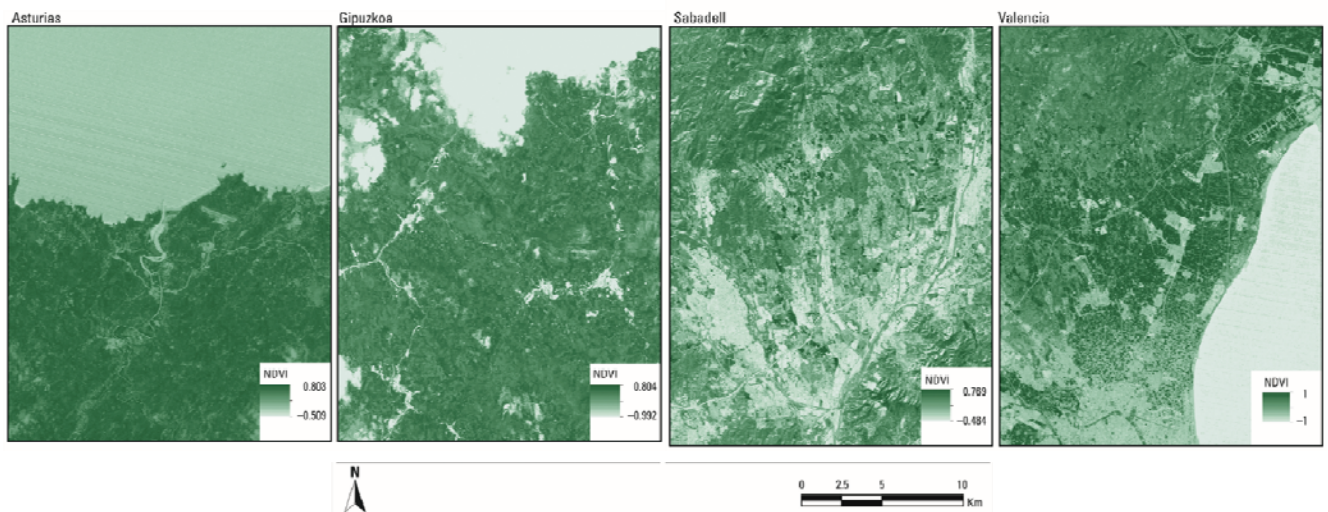 Asturias
Gipuzkoa
Sabadell
Valencia
NDVI
0.803
−0.509
NDVI
0.804
−0.992
NDVI
0.769
−0.484
NDVI
1
−1
N
0 2.5 5 10
Km